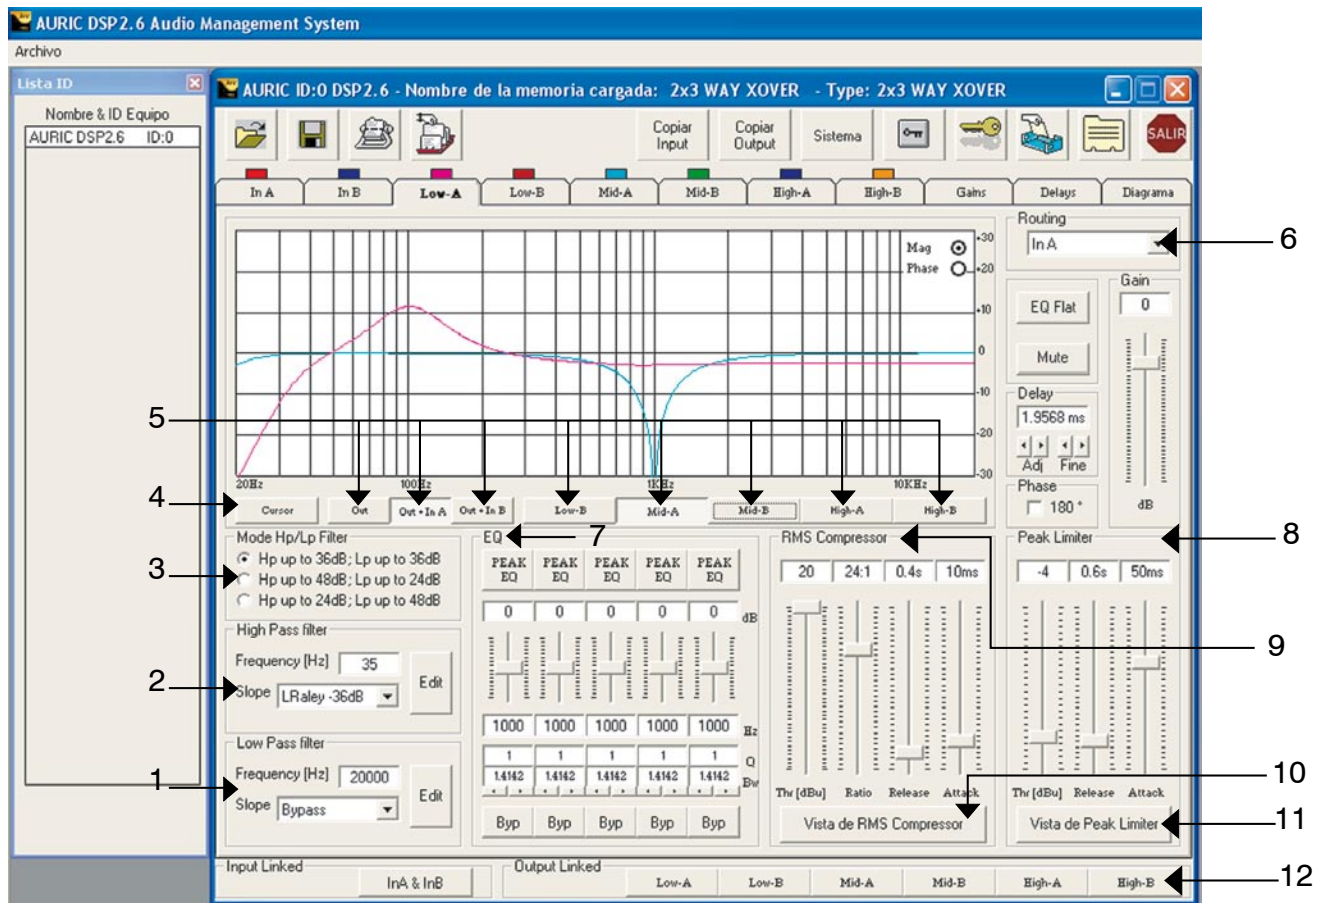 AURIC DSP2.6 Audio Management System
Archivo
Lista ID
Nombre & ID Equipo
AURIC DSP2.6 ID:0
AURIC ID:0 DSP2.6 - Nombre de la memoria cargada: 2x3 WAY XOVER - Type: 2x3 WAY XOVER
Copiar Input
Copiar Output
Sistema
SALIR
In A In B Low-A Low-B Mid-A Mid-B High-A High-B Gains Delays Diagrama
Mag
Phase
+30
+20
+10
0
-10
-20
-30
20Hz 100Hz 1KHz 10KHz
Routing
In A
6
EQ Flat
Mute
Gain
0
dB
Delay
1.9568 ms
Adj Fine
Phase
180 °
5
4
Cursor Out Out+In A Out+In B Low-B Mid-A Mid-B High-A High-B
3
Mode Hp/Lp Filter
Hp up to 36dB; Lp up to 36dB
Hp up to 48dB; Lp up to 24dB
Hp up to 24dB; Lp up to 48dB
2
High Pass filter
Frequency [Hz] 35
Slope LRaley -36dB
Edit
1
Low Pass filter
Frequency [Hz] 20000
Slope Bypass
Edit
EQ
7
PEAK EQ PEAK EQ PEAK EQ PEAK EQ PEAK EQ
0 0 0 0 0 dB
1000 1000 1000 1000 1000 Hz
1 1 1 1 1 Q
1.4142 1.4142 1.4142 1.4142 1.4142 Bw
Byp Byp Byp Byp Byp
RMS Compressor
20 24:1 0.4s 10ms
Thr [dBu] Ratio Release Attack
Vista de RMS Compressor
Peak Limiter
8
-4 0.6s 50ms
9
Thr [dBu] Release Attack
10
Vista de Peak Limiter
11
Input Linked
InA & InB
Output Linked
Low-A Low-B Mid-A Mid-B High-A High-B
12